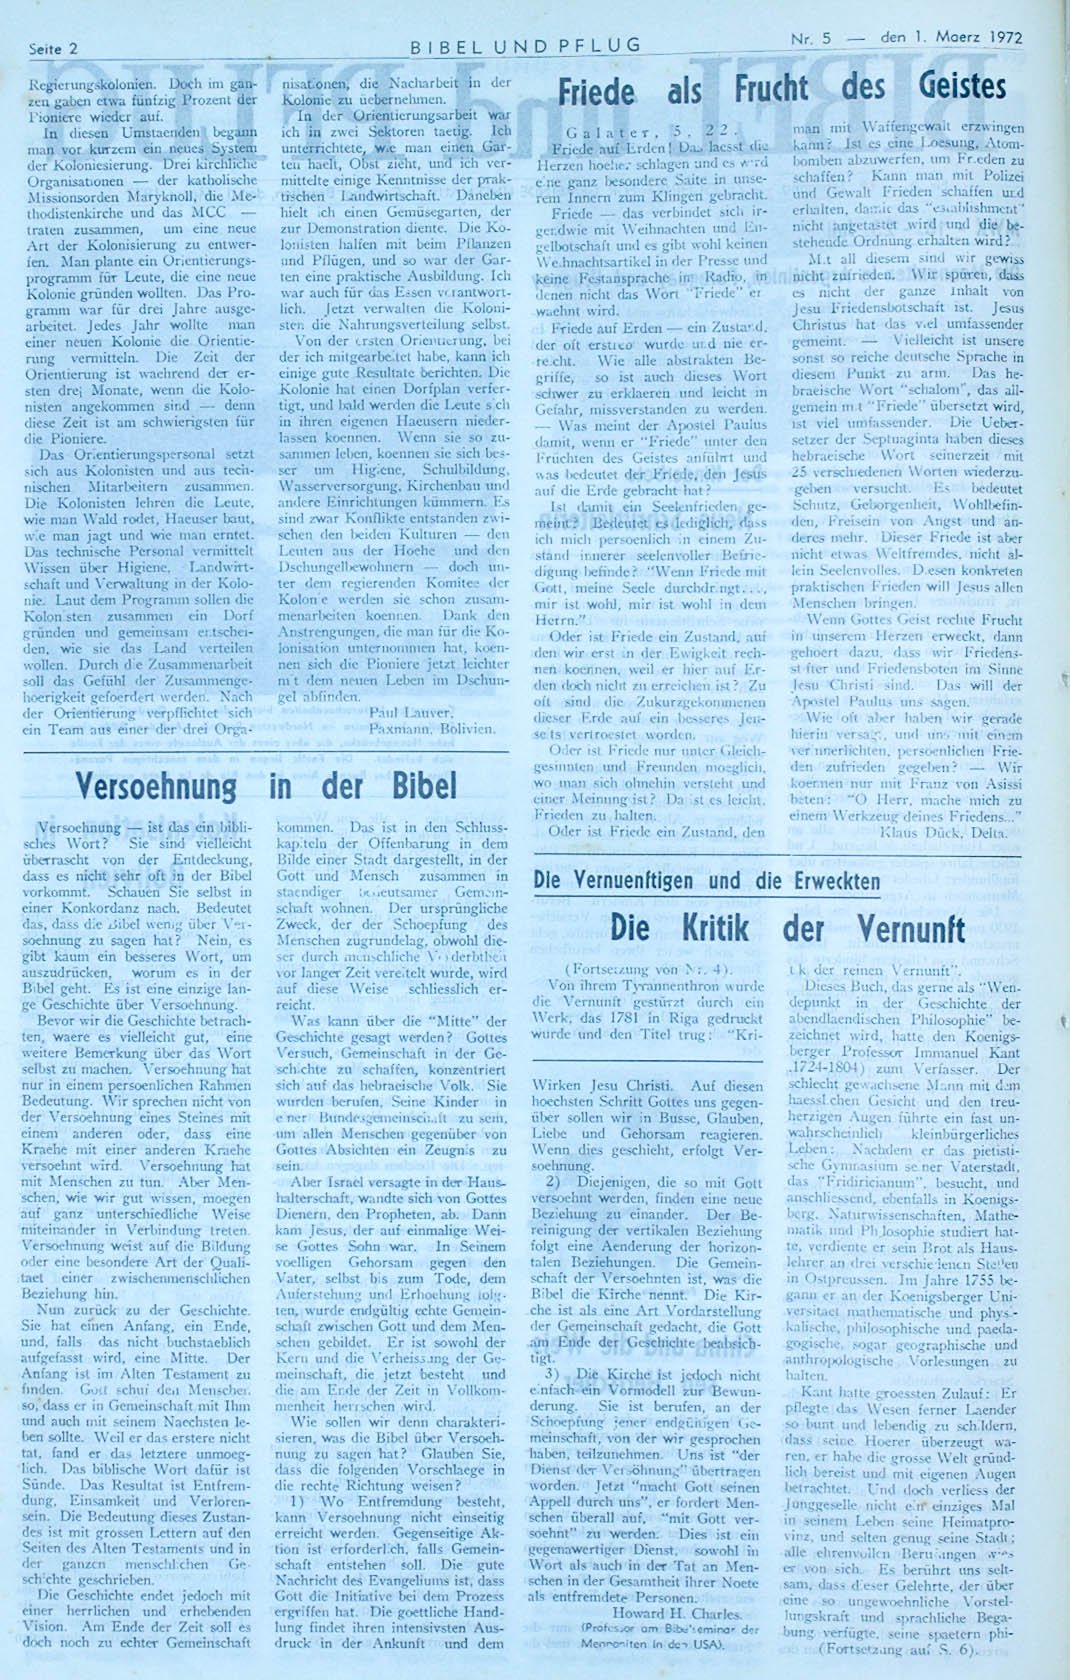 Seite 2
BIBEL UND PFLUG
Nr. 5 — den 1. Maerz 1972
Regierungskolonien. Doch im gan-
zen gaben etwa fünfzig Prozent der
Pioniere wieder auf.
In diesen Umstaenden begann
man vor kurzem ein neues System
der Koloniesierung. Drei kirchliche
Organisationen — der katholische
Missionsorden Maryknoll, die Me-
thodistenkirche und das MCC —
traten zusammen, um eine neue
Art der Kolonisierung zu entwer-
fen. Man plante ein Orientierungs-
programm für Leute, die eine neue
Kolonie gründen wollten. Das Pro-
gramm war für drei Jahre ausge-
arbeitet. Jedes Jahr wollte man
einer neuen Kolonie die Orientie-
rung vermitteln. Die Zeit der
Orientierung ist waehrend der er-
sten drei Monate, wenn die Kolo-
nisten angekommen sind — denn
diese Zeit ist am schwierigsten für
die Pioniere.
Das Orientierungspersonal setzt
sich aus Kolonisten und aus tech-
nischen Mitarbeitern zusammen.
Die Kolonisten lehren die Leute,
wie man Wald rodet, Haeuser baut,
wie man jagt und wie man erntet.
Das technische Personal vermittelt
Wissen über Higiene, Landwirt-
schaft und Verwaltung in der Kolo-
nie. Laut dem Programm sollen die
Kolonisten zusammen ein Dorf
gründen und gemeinsam entschei-
den, wie sie das Land verteilen
wollen. Durch die Zusammenarbeit
soll das Gefühl der Zusammenge-
hoerigkeit gefoerdert werden. Nach
der Orientierung verpflichtet sich
ein Team aus einer der drei Orga-
nisationen, die Nacharbeit in der
Kolonie zu üebernehmen.
In der Orientierungsarbeit war
ich in zwei Sektoren taetig. Ich
unterrichtete, wie man einen Gar-
ten haelt, Obst zieht, und ich ver-
mittelte einige Kenntnisse der prak-
tischen Landwirtschaft. Daneben
hielt ich einen Gemüsegarten, der
zur Demonstration diente. Die Ko-
lonisten halfen mit beim Pflanzen
und Pflügen, und so war der Gar-
ten eine praktische Ausbildung. Ich
war auch für das Essen verantwort-
lich. Jetzt verwalten die Koloni-
sten die Nahrungsverteilung selbst.
Von der ersten Orientierung, bei
der ich mitgearbeitet habe, kann ich
einige gute Resultate berichten. Die
Kolonie hat einen Dorfplan verfer-
tigt, und bald werden die Leute sich
in ihren eigenen Haeusern nieder-
lassen koennen. Wenn sie so zu-
sammen leben, koennen sie sich bes-
ser um Higiene, Schulbildung,
Wasserversorgung, Kirchenbau und
andere Einrichtungen kümmern. Es
sind zwar Konflikte entstanden zwi-
schen den beiden Kulturen — den
Leuten aus der Hoehe und den
Dschungelbewohnern — doch un-
ter dem regierenden Komitee der
Kolonie werden sie schon zusam-
menarbeiten koennen. Dank den
Anstrengungen, die man für die Ko-
lonisation unternommen hat, koen-
nen sich die Pioniere jetzt leichter
mit dem neuen Leben im Dschun-
gel abfinden.
Paul Lauver,
Paxmann, Bolivien.
Versoehnung in der Bibel
Versoehnung — ist das ein bibli-
sches Wort? Sie sind vielleicht
überrascht von der Entdeckung,
dass es nicht sehr oft in der Bibel
vorkommt. Schauen Sie selbst in
einer Konkordanz nach. Bedeutet
das, dass die Bibel wenig über Ver-
soehnung zu sagen hat? Nein, es
gibt kaum ein besseres Wort, um
auszudrücken, worum es in der
Bibel geht. Es ist eine einzige lan-
ge Geschichte über Versoehnung.
Bevor wir die Geschichte betrach-
ten, waere es vielleicht gut, eine
weitere Bemerkung über das Wort
selbst zu machen. Versoehnung hat
nur in einem persoenlichen Rahmen
Bedeutung. Wir sprechen nicht von
der Versoehnung eines Steines mit
einem anderen oder, dass eine
Kraehe mit einer anderen Kraehe
versoehnt wird. Versoehnung hat
mit Menschen zu tun. Aber Men-
schen, wie wir gut wissen, moegen
auf ganz unterschiedliche Weise
miteinander in Verbindung treten.
Versoehnung weist auf die Bildung
oder eine besondere Art der Quali-
taet einer zwischenmenschlichen
Beziehung hin.
Nun zurück zu der Geschichte.
Sie hat einen Anfang, ein Ende,
und, falls das nicht buchstaeblich
aufgefasst wird, eine Mitte. Der
Anfang ist im Alten Testament zu
finden. Gott schuf den Menschen
so, dass er in Gemeinschaft mit Ihm
und auch mit seinem Naechsten le-
ben sollte. Weil er das erstere nicht
tat, fand er das letztere unmoeg-
lich. Das biblische Wort dafür ist
Sünde. Das Resultat ist Entfrem-
dung, Einsamkeit und Verloren-
sein. Die Bedeutung dieses Zustan-
des ist mit grossen Lettern auf den
Seiten des Alten Testaments und in
der ganzen menschlichen Ge-
schichte geschrieben.
Die Geschichte endet jedoch mit
einer herrlichen und erhebenden
Vision. Am Ende der Zeit soll es
doch noch zu echter Gemeinschaft
kommen. Das ist in den Schluss-
kapiteln der Offenbarung in dem
Bilde einer Stadt dargestellt, in der
Gott und Mensch zusammen in
staendiger bedeutsamer Gemein-
schaft wohnen. Der ursprüngliche
Zweck, der der Schoepfung des
Menschen zugrundelag, obwohl die-
ser durch menschliche Verderbtheit
vor langer Zeit vereitelt wurde, wird
auf diese Weise schliesslich er-
reicht.
Was kann über die "Mitte" der
Geschichte gesagt werden? Gottes
Versuch, Gemeinschaft in der Ge-
schichte zu schaffen, konzentriert
sich auf das hebraeische Volk. Sie
wurden berufen, Seine Kinder in
einer Bundesgemeinschaft zu sein,
um allen Menschen gegenüber von
Gottes Absichten ein Zeugnis zu
sein.
Aber Israel versagte in der Haus-
halterschaft, wandte sich von Gottes
Dienern, den Propheten, ab. Dann
kam Jesus, der auf einmalige Wei-
se Gottes Sohn war. In Seinem
voelligen Gehorsam gegen den
Vater, selbst bis zum Tode, dem
Auferstehung und Erhoehung folg-
ten, wurde endgültig echte Gemein-
schaft zwischen Gott und dem Men-
schen gebildet. Er ist sowohl der
Kern und die Verheissung der Ge-
meinschaft, die jetzt besteht und
die am Ende der Zeit in Vollkom-
menheit herrschen wird.
Wie sollen wir denn charakteri-
sieren, was die Bibel über Versoeh-
nung zu sagen hat? Glauben Sie,
dass die folgenden Vorschlaege in
die rechte Richtung weisen?
1) Wo Entfremdung besteht,
kann Versoehnung nicht einseitig
erreicht werden. Gegenseitige Ak-
tion ist erforderlich, falls Gemein-
schaft entstehen soll. Die gute
Nachricht des Evangeliums ist, dass
Gott die Initiative bei dem Prozess
ergriffen hat. Die goettliche Hand-
lung findet ihren intensivsten Aus-
druck in der Ankunft und dem
Wirken Jesu Christi. Auf diesen
hoechsten Schritt Gottes uns gegen-
über sollen wir in Busse, Glauben,
Liebe und Gehorsam reagieren.
Wenn dies geschieht, erfolgt Ver-
soehnung.
2) Diejenigen, die so mit Gott
versoehnt werden, finden eine neue
Beziehung zu einander. Der Be-
reinigung der vertikalen Beziehung
folgt eine Aenderung der horizon-
talen Beziehungen. Die Gemein-
schaft der Versoehnten ist, was die
Bibel die Kirche nennt. Die Kir-
che ist als eine Art Vordarstellung
der Gemeinschaft gedacht, die Gott
am Ende der Geschichte beabsich-
tigt.
3) Die Kirche ist jedoch nicht
einfach ein Vormodell zur Bewun-
derung. Sie ist berufen, an der
Schoepfung jener endgültigen Ge-
meinschaft, von der wir gesprochen
haben, teilzunehmen. Uns ist "der
Dienst der Versöhnung" übertragen
worden. Jetzt "macht Gott seinen
Appell durch uns", er fordert Men-
schen überall auf, "mit Gott ver-
soehnt" zu werden. Dies ist ein
gegenwaertiger Dienst, sowohl in
Wort als auch in der Tat an Men-
schen in der Gesamtheit ihrer Noete
als entfremdete Personen.
Howard H. Charles.
(Professor am Bibelseminar der
Mennoniten in den USA).
Friede als Frucht des Geistes
Galater, 5, 22.
Friede auf Erden! Das laesst die
Herzen hoeher schlagen und es wird
eine ganz besondere Saite in unse-
rem Innern zum Klingen gebracht.
Friede — das verbindet sich ir-
gendwie mit Weihnachten und En-
gelbotschaft und es gibt wohl keinen
Weihnachtsartikel in der Presse und
keine Festansprache im Radio, in
denen nicht das Wort "Friede" er
waehnt wird.
Friede auf Erden — ein Zustand,
der oft erstrebt wurde und nie er-
reicht. Wie alle abstrakten Be-
griffe, so ist auch dieses Wort
schwer zu erklaeren und leicht in
Gefahr, missverstanden zu werden.
— Was meint der Apostel Paulus
damit, wenn er "Friede" unter den
Früchten des Geistes anführt und
was bedeutet der Friede, den Jesus
auf die Erde gebracht hat?
Ist damit ein Seelenfrieden ge-
meint? Bedeutet es lediglich, dass
ich mich persoenlich in einem Zu-
stand innerer seelenvoller Befrie-
digung befinde? "Wenn Friede mit
Gott, meine Seele durchdringt...,
mir ist wohl, mir ist wohl in dem
Herrn.".
Oder ist Friede ein Zustand, auf
den wir erst in der Ewigkeit rech-
nen koennen, weil er hier auf Er-
den doch nicht zu erreichen ist? Zu
oft sind die Zukurzgekommenen
dieser Erde auf ein besseres Jen-
seits vertroestet worden.
Oder ist Friede nur unter Gleich-
gesinnten und Freunden moeglich,
wo man sich ohnehin versteht und
einer Meinung ist? Da ist es leicht,
Frieden zu halten.
Oder ist Friede ein Zustand, den
man mit Waffengewalt erzwingen
kann? Ist es eine Loesung, Atom-
bomben abzuwerfen, um Frieden zu
schaffen? Kann man mit Polizei
und Gewalt Frieden schaffen und
erhalten, damit das "establishment"
nicht angetastet wird und die be-
stehende Ordnung erhalten wird?
Mit all diesem sind wir gewiss
nicht zufrieden. Wir spüren, dass
es nicht der ganze Inhalt von
Jesu Friedensbotschaft ist. Jesus
Christus hat das viel umfassender
gemeint. — Vielleicht ist unsere
sonst so reiche deutsche Sprache in
diesem Punkt zu arm. Das he-
braeische Wort "schalom", das all-
gemein mit "Friede" übersetzt wird,
ist viel umfassender. Die Ueber-
setzer der Septuaginta haben dieses
hebraeische Wort seinerzeit mit
25 verschiedenen Worten wiederzu-
geben versucht. Es bedeutet
Schutz, Geborgenheit, Wohlbefin-
den, Freisein von Angst und an-
deres mehr. Dieser Friede ist aber
nicht etwas Weltfremdes, nicht al-
lein Seelenvolles. Diesen konkreten
praktischen Frieden will Jesus allen
Menschen bringen.
Wenn Gottes Geist rechte Frucht
in unserem Herzen erweckt, dann
gehoert dazu, dass wir Friedens-
stifter und Friedensboten im Sinne
Jesu Christi sind. Das will der
Apostel Paulus uns sagen.
Wie oft aber haben wir gerade
hierin versagt, und uns mit einem
verinnerlichten, persoenlichen Frie-
den zufrieden gegeben? — Wir
koennen nur mit Franz von Asissi
beten: "O Herr, mache mich zu
einem Werkzeug deines Friedens..."
Klaus Dück, Delta.
Die Vernuenftigen und die Erweckten
Die Kritik der Vernunft
(Fortsetzung von Nr. 4).
Von ihrem Tyrannenthron wurde
die Vernunft gestürzt durch ein
Werk, das 1781 in Riga gedruckt
wurde und den Titel trug: "Kri-
tik der reinen Vernunft".
Dieses Buch, das gerne als "Wen-
depunkt in der Geschichte der
abendlaendischen Philosophie" be-
zeichnet wird, hatte den Koenigs-
berger Professor Immanuel Kant
(1724-1804) zum Verfasser. Der
schlecht gewachsene Mann mit dem
haesslichen Gesicht und den treu-
herzigen Augen führte ein fast un-
wahrscheinlich kleinbürgerliches
Leben: Nachdem er das pietisti-
sche Gymnasium seiner Vaterstadt,
das "Fridiricianum", besucht, und
anschliessend, ebenfalls in Koenigs-
berg, Naturwissenschaften, Mathe-
matik und Philosophie studiert hat-
te, verdiente er sein Brot als Haus-
lehrer an drei verschiedenen Stellen
in Ostpreussen. Im Jahre 1755 be-
gann er an der Koenigsberger Uni-
versitaet mathematische und physi-
kalische, philosophische und paeda-
gogische, sogar geographische und
anthropologische Vorlesungen zu
halten.
Kant hatte groessten Zulauf: Er
pflegte das Wesen ferner Laender
so bunt und lebendig zu schildern,
dass seine Hoerer überzeugt wa-
ren, er habe die grosse Welt gründ-
lich bereist und mit eigenen Augen
betrachtet. Und doch verliess der
Junggeselle nicht ein einziges Mal
in seinem Leben seine Heimatpro-
vinz, und selten genug seine Stadt;
alle ehrenvollen Berufungen wies
er von sich. Es berührt uns selt-
sam, dass dieser Gelehrte, der über
eine so ungewoehnliche Vorstel-
lungskraft und sprachliche Bega-
bung verfügte, seine spaetern phi-
(Fortsetzung auf S. 6).